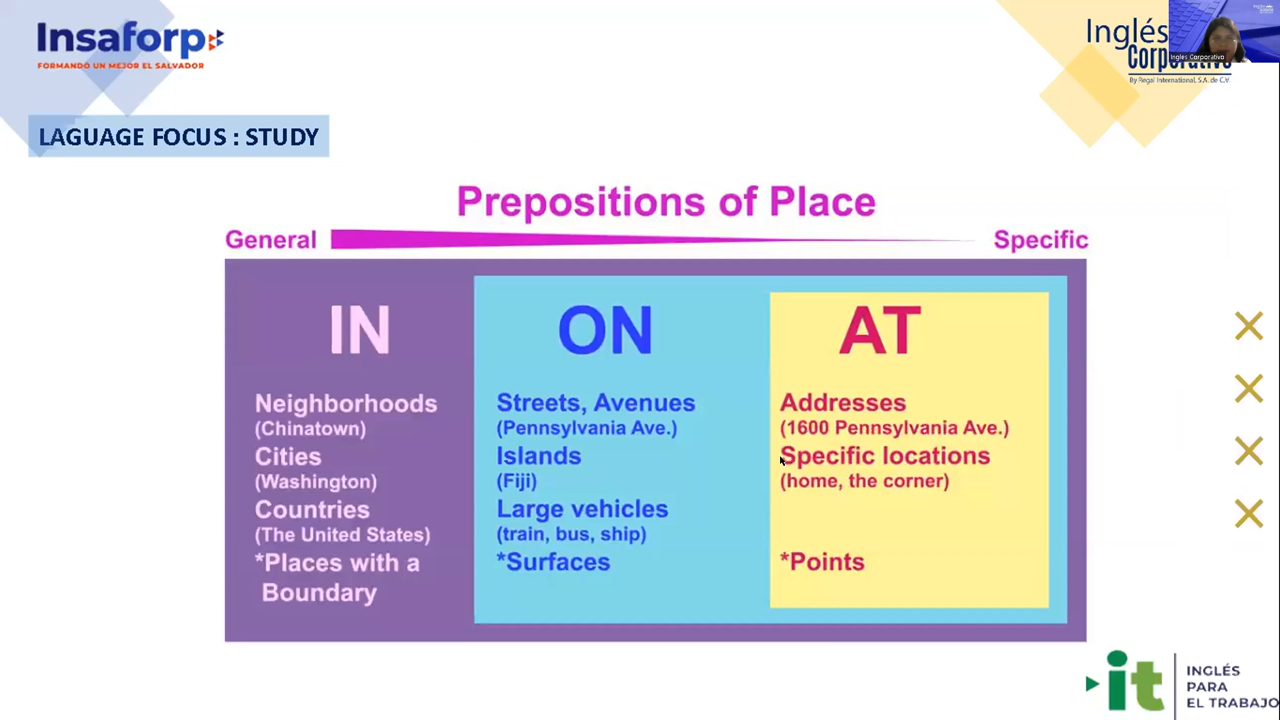 Insaforp
FORMANDO UN MEJOR EL SALVADOR
Inglés
Corporativo
By Regal International, S.A. de C.V
Ingles Corporativo
LAGUAGE FOCUS : STUDY
Prepositions of Place
General
Specific
IN
Neighborhoods
(Chinatown)
Cities
(Washington)
Countries
(The United States)
*Places with a
Boundary
ON
Streets, Avenues
(Pennsylvania Ave.)
Islands
(Fiji)
Large vehicles
(train, bus, ship)
*Surfaces
AT
Addresses
(1600 Pennsylvania Ave.)
Specific locations
(home, the corner)
*Points
it
INGLÉS
PARA
EL TRABAJO